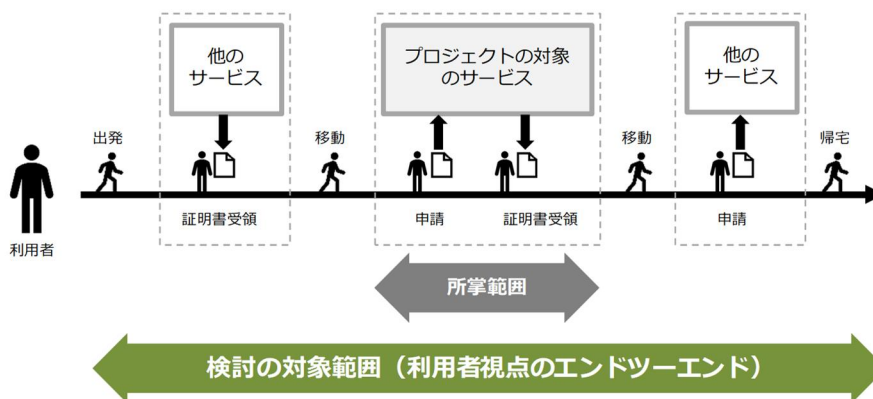 他の
サービス
プロジェクトの対象
のサービス
他の
サービス
出発
移動
移動
帰宅
利用者
証明書受領
申請
証明書受領
申請
所掌範囲
検討の対象範囲（利用者視点のエンドツーエンド）